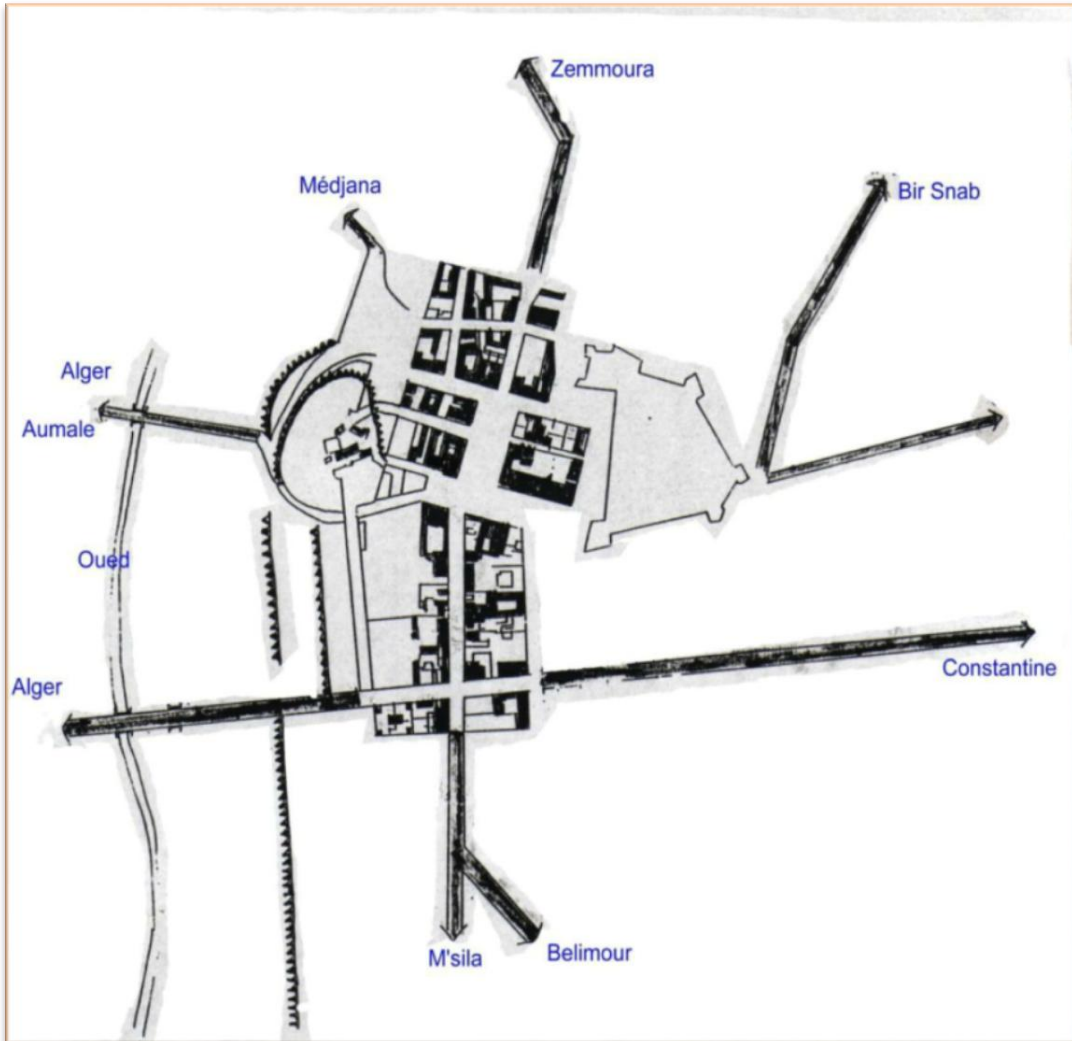 Zemmoura
Médjana
Bir Snab
Alger
Aumale
Oued
Alger
Constantine
M'sila
Belimour